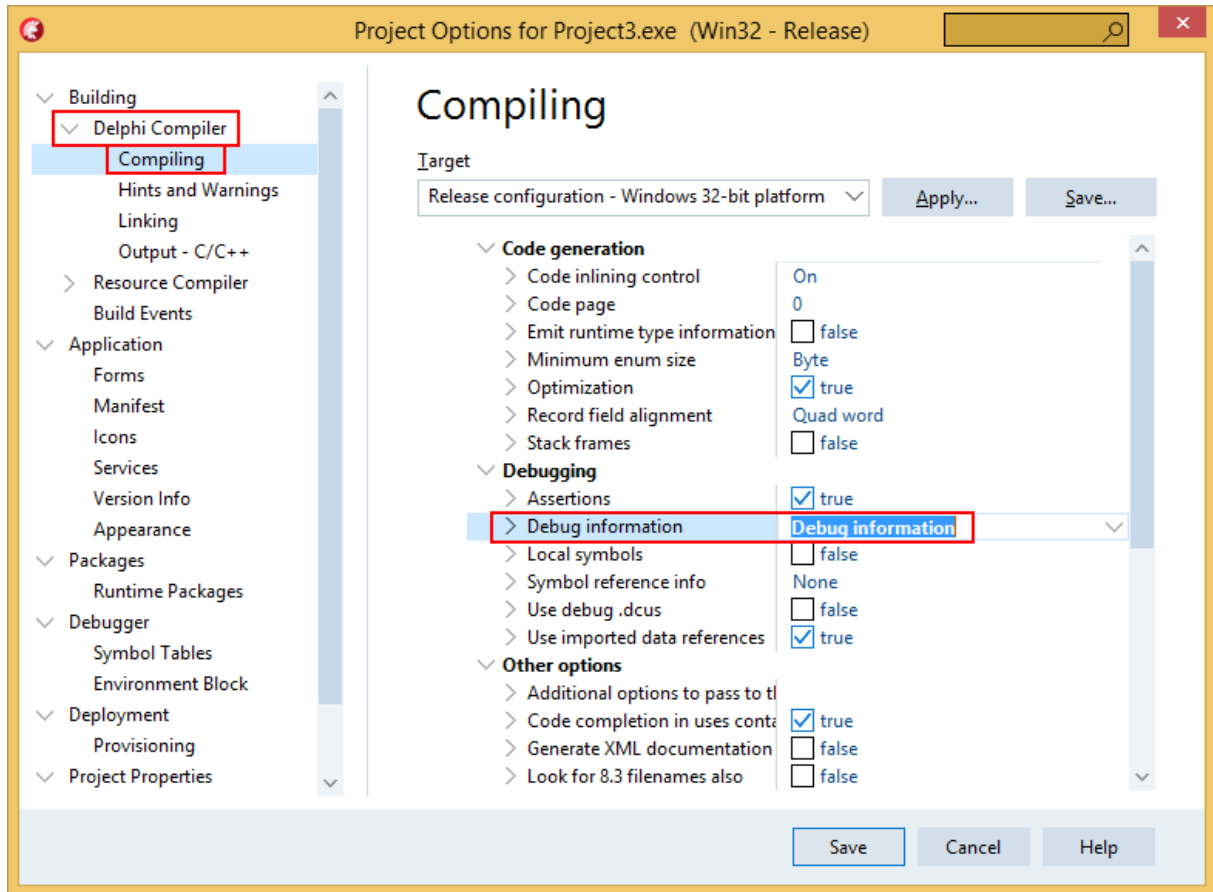 Project Options for Project3.exe (Win32 - Release)
Building
Delphi Compiler
Compiling
Hints and Warnings
Linking
Output - C/C++
Resource Compiler
Build Events
Application
Forms
Manifest
Icons
Services
Version Info
Appearance
Packages
Runtime Packages
Debugger
Symbol Tables
Environment Block
Deployment
Provisioning
Project Properties
Compiling
Target
Release configuration - Windows 32-bit platform
Apply...
Save...
Code generation
Code inlining control On
Code page 0
Emit runtime type information false
Minimum enum size Byte
Optimization true
Record field alignment Quad word
Stack frames false
Debugging
Assertions true
Debug information Debug information
Local symbols false
Symbol reference info None
Use debug .dcus false
Use imported data references true
Other options
Additional options to pass to tl
Code completion in uses conta true
Generate XML documentation false
Look for 8.3 filenames also false
Save
Cancel
Help